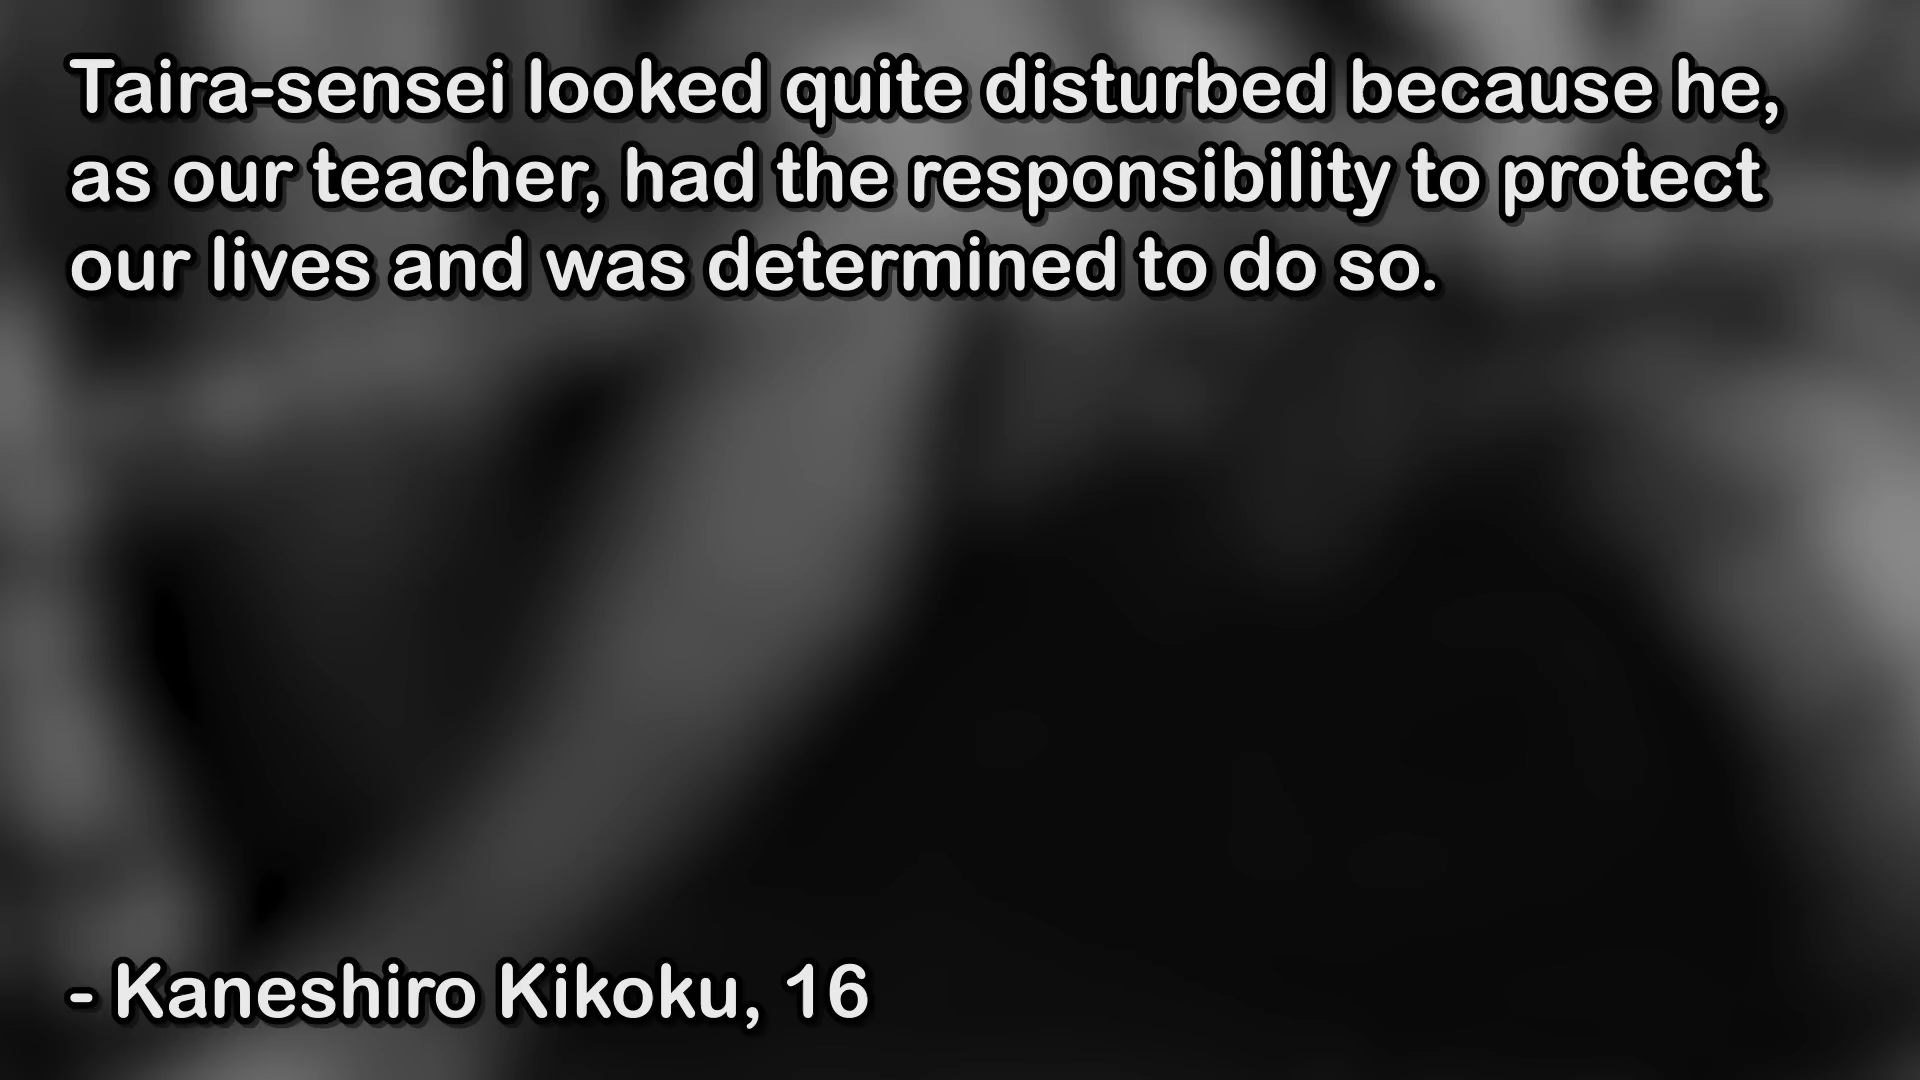 Taira-sensei looked quite disturbed because he,
as our teacher, had the responsibility to protect
our lives and was determined to do so.
- Kaneshiro Kikoku, 16